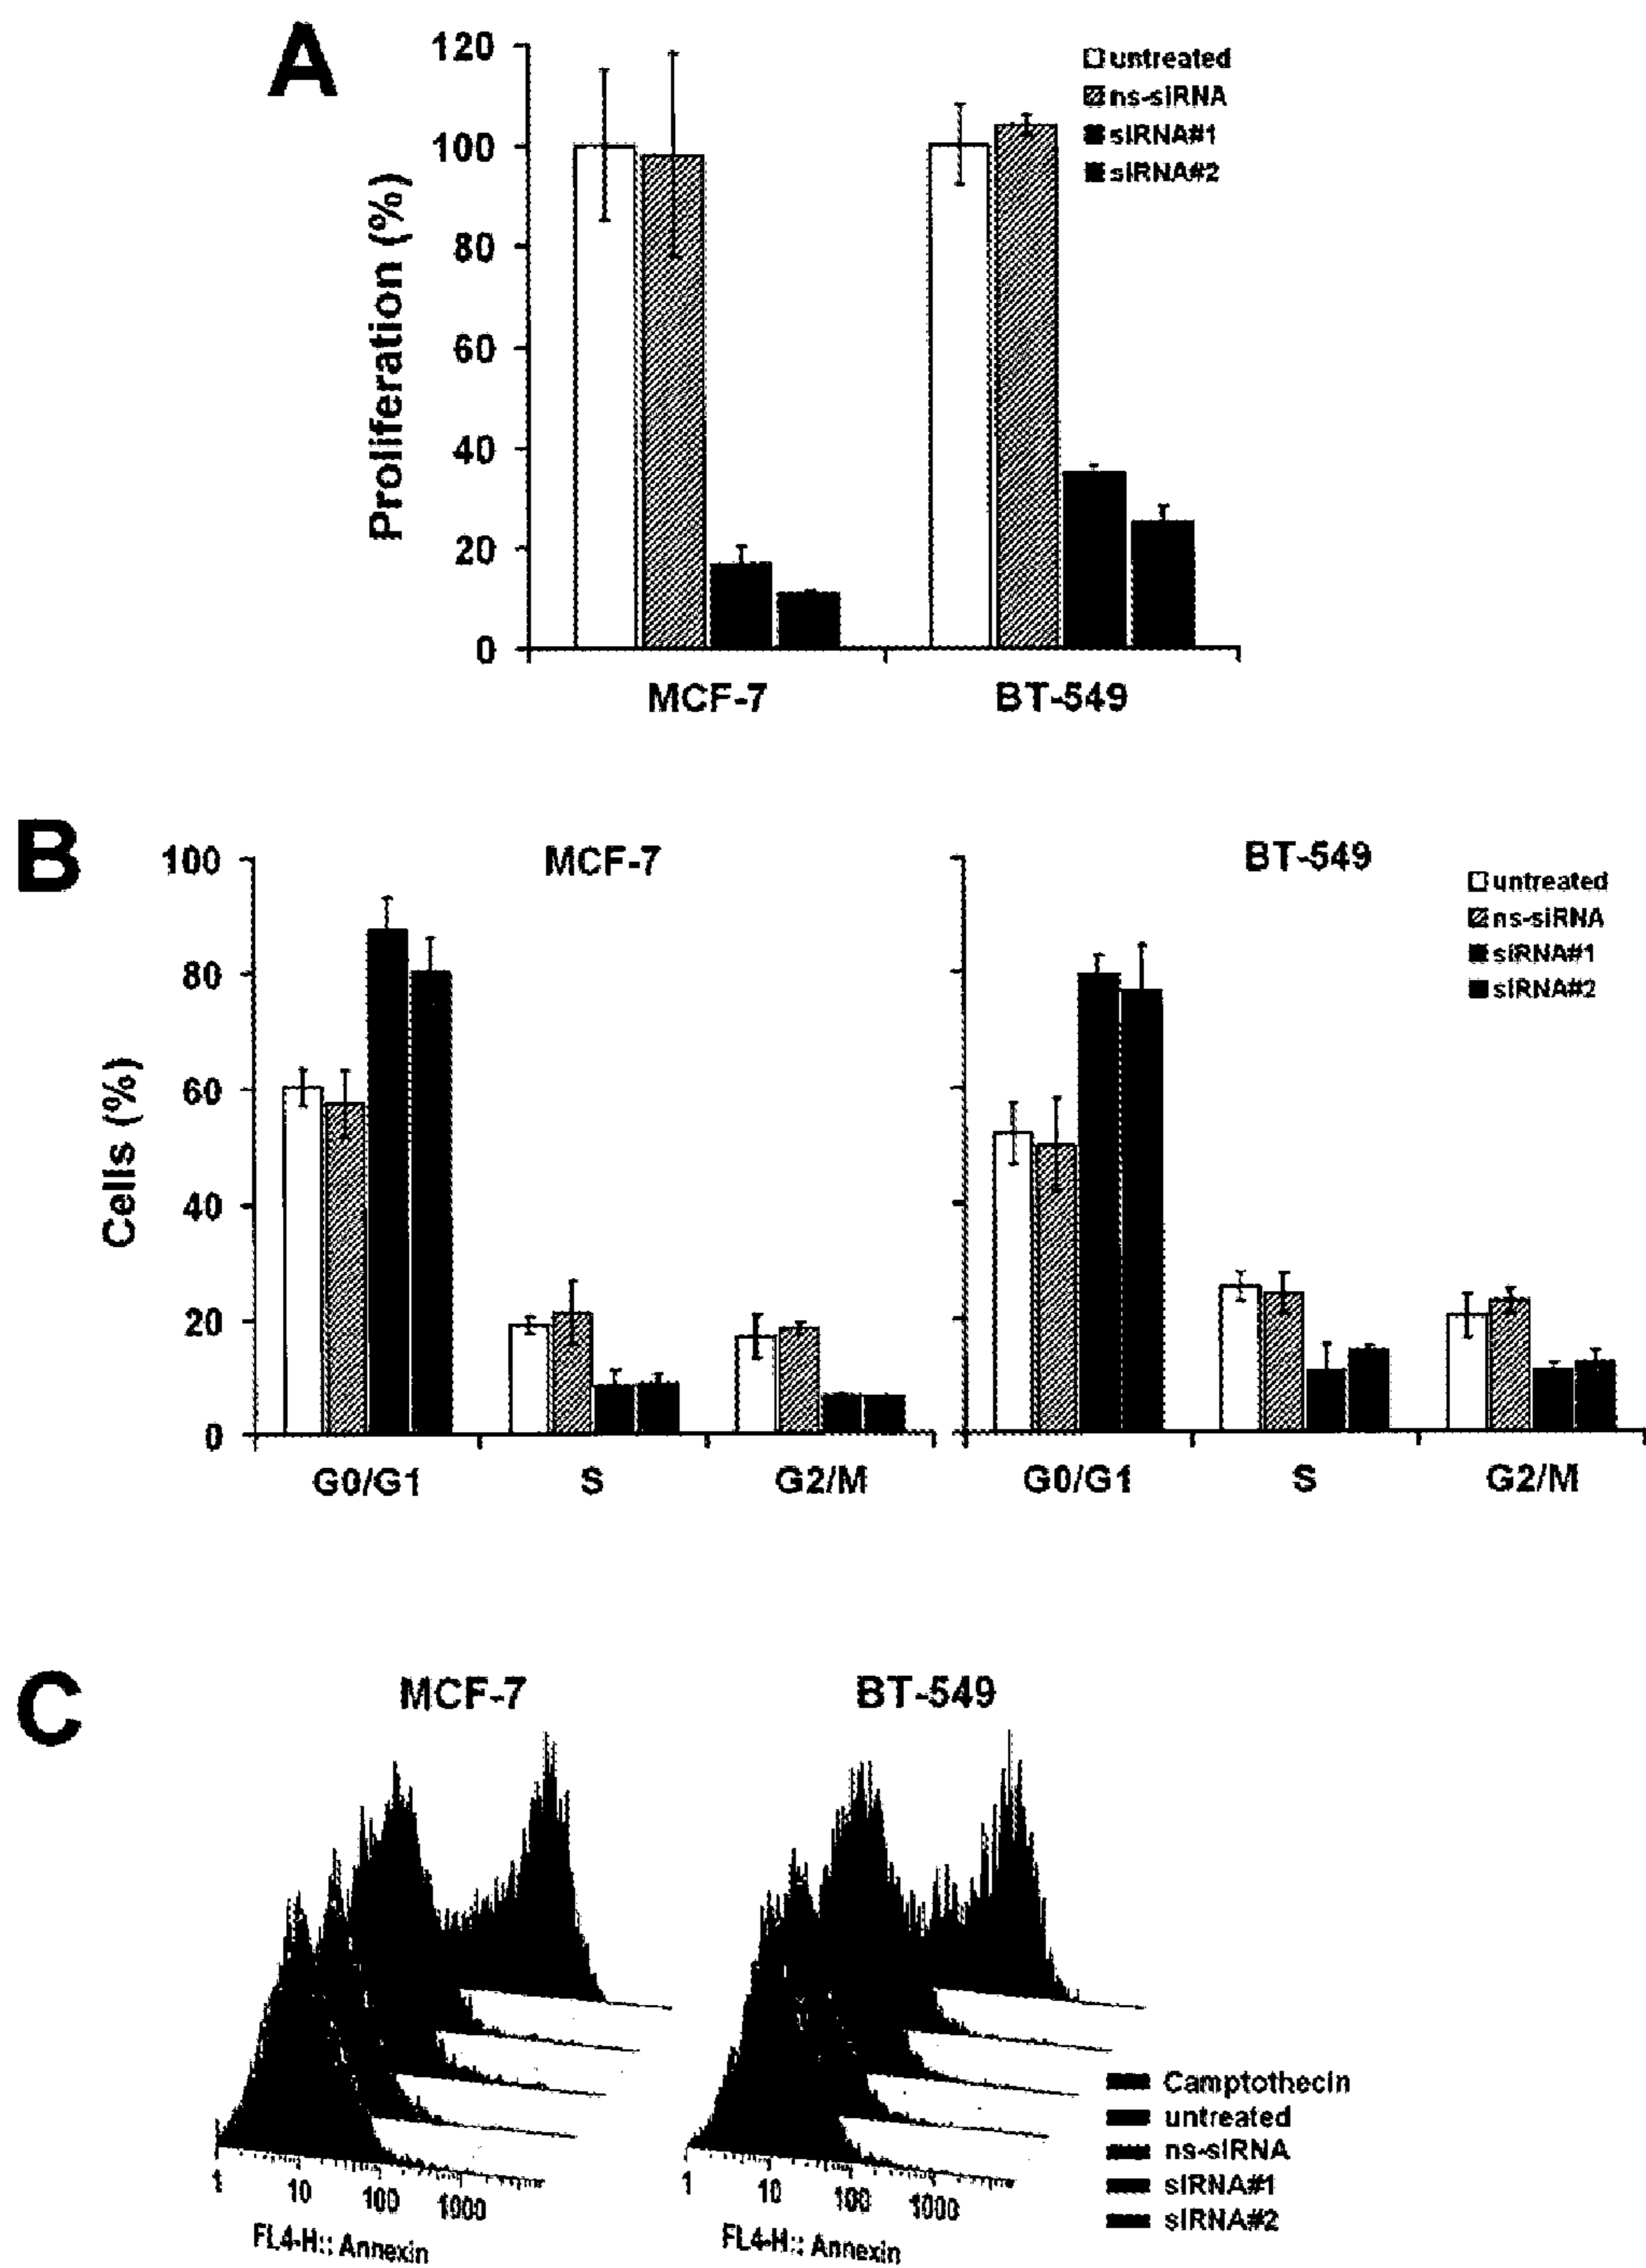 A
120
100
80
60
40
20
0
Proliferation (%)
untreated
ns-siRNA
siRNA#1
siRNA#2
MCF-7 BT-549
B
100
80
60
40
20
0
Cells (%)
MCF-7
BT-549
untreated
ns-siRNA
siRNA#1
siRNA#2
G0/G1 S G2/M G0/G1 S G2/M
C
MCF-7 BT-549
1 10 100 1000
FL4-H:: Annexin
1 10 100 1000
FL4-H:: Annexin
Camptothecin
untreated
ns-siRNA
siRNA#1
siRNA#2